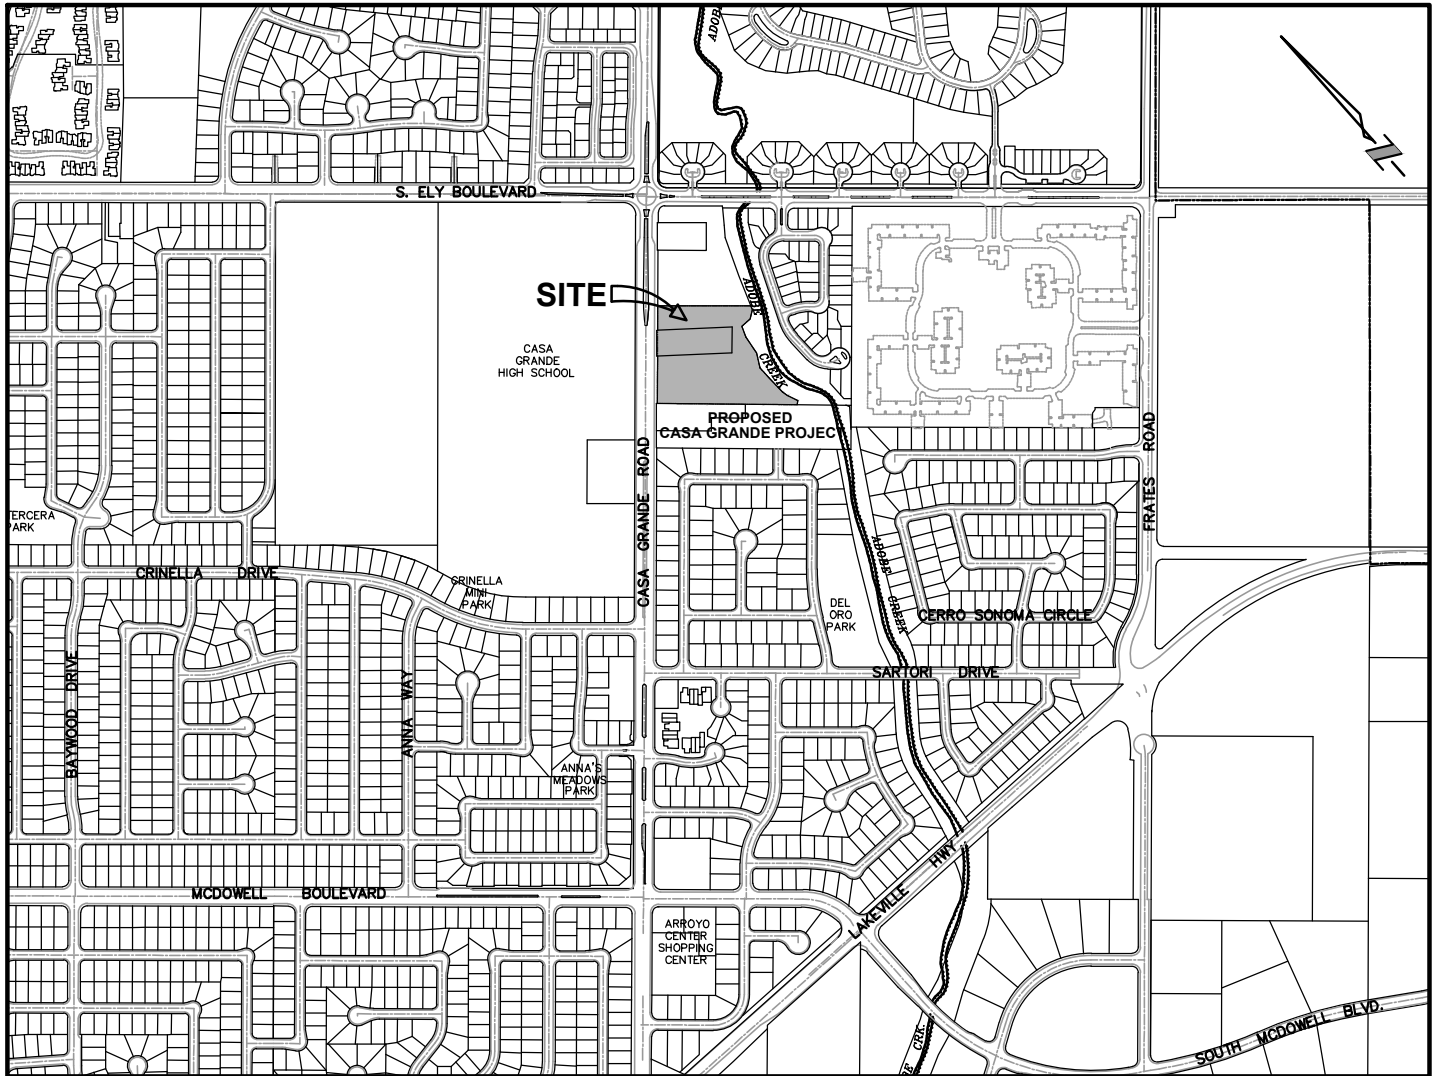 ADOBE
S. ELY BOULEVARD
SITE
ADOBE
CREEK
CASA
GRANDE
HIGH SCHOOL
PROPOSED
CASA GRANDE PROJECT
CASA GRANDE ROAD
FRATES ROAD
TERCERA
PARK
CRINELLA DRIVE
CRINELLA
MINI
PARK
ADOBE
CREEK
DEL
ORO
PARK
CERRO SONOMA CIRCLE
SARTORI DRIVE
BAYWOOD DRIVE
ANNA WAY
ANNA'S
MEADOWS
PARK
LAKEVILLE HWY
MCDOWELL BOULEVARD
ARROYO
CENTER
SHOPPING
CENTER
SOUTH MCDOWELL BLVD.
BE CRK.